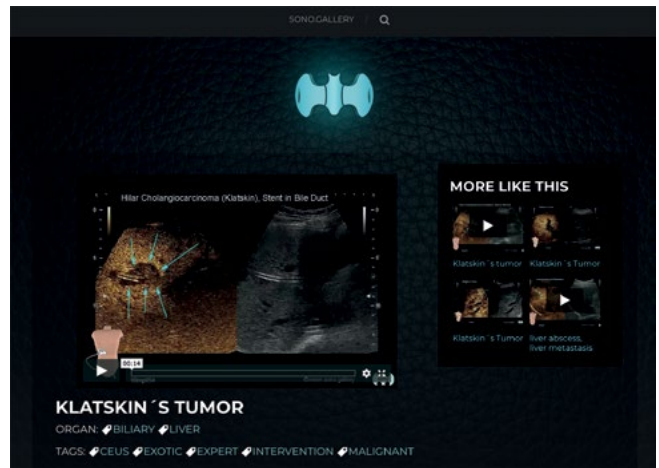 SONO.GALLERY
Hilar Cholangiocarcinoma (Klatskin), Stent in Bile Duct
00:14
MORE LIKE THIS
Klatskin´s tumor
Klatskin´s Tumor
Klatskin´s Tumor
liver abscess,
liver metastasis
KLATSKIN´S TUMOR
ORGAN: BILIARY LIVER
TAGS: CEUS EXOTIC EXPERT INTERVENTION MALIGNANT